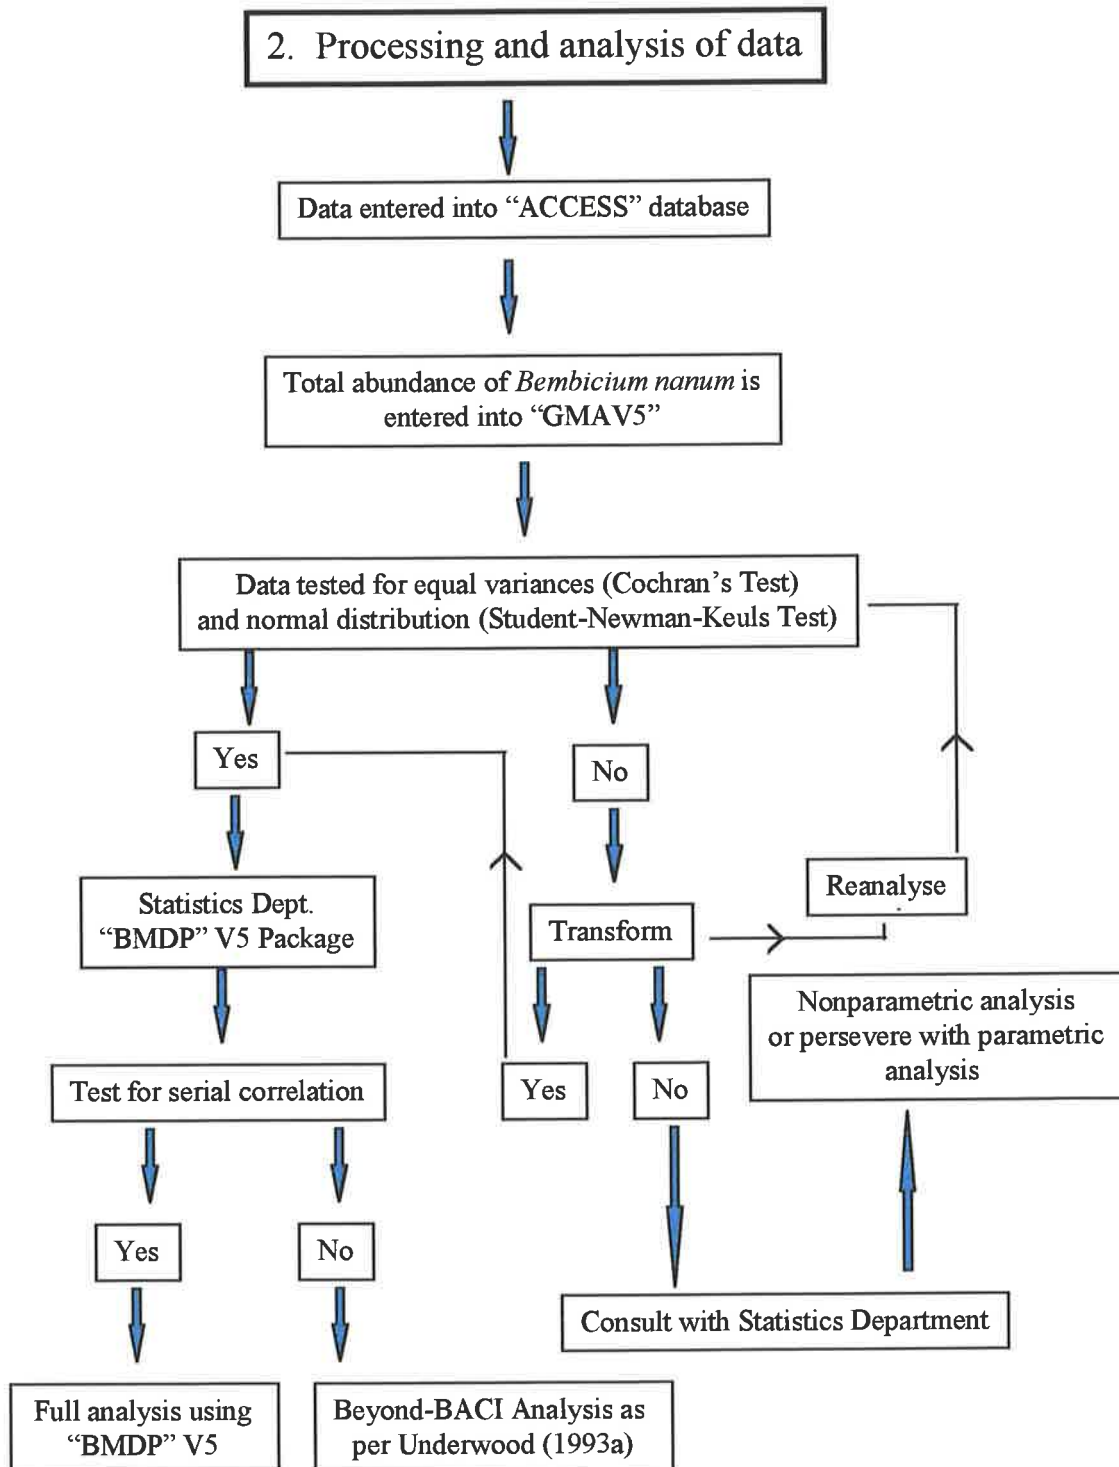 2. Processing and analysis of data
Data entered into “ACCESS” database
Total abundance of Bembicium nanum is
entered into “GMAV5”
Data tested for equal variances (Cochran’s Test)
and normal distribution (Student-Newman-Keuls Test)
Yes
No
Statistics Dept.
“BMDP” V5 Package
Transform
Reanalyse
Nonparametric analysis
or persevere with parametric
analysis
Test for serial correlation
Yes
No
Yes
No
Consult with Statistics Department
Full analysis using
“BMDP” V5
Beyond-BACI Analysis as
per Underwood (1993a)